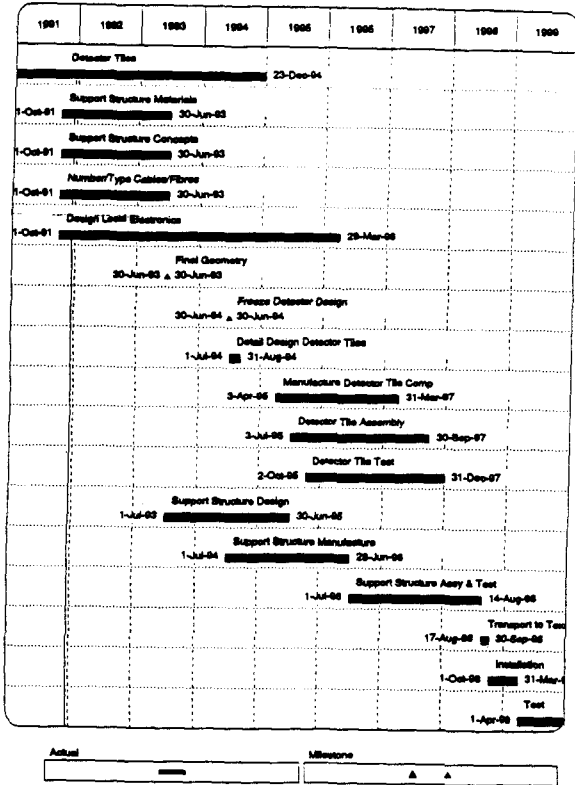 1991 1992 1993 1994 1995 1996 1997 1998 1999
Detector Tiles
23-Dec-94
Support Structure Materials
1-Oct-91 30-Jun-93
Support Structure Concepts
1-Oct-91 30-Jun-93
Number/Type Cables/Fibres
1-Oct-91 30-Jun-93
Design Local Electronics
1-Oct-91 29-Mar-96
Final Geometry
30-Jun-93 30-Jun-93
Freeze Detector Design
30-Jun-94 30-Jun-94
Detail Design Detector Tiles
1-Jul-94 31-Aug-94
Manufacture Detector Tile Comp
3-Apr-95 31-Mar-97
Detector Tile Assembly
3-Jul-95 30-Sep-97
Detector Tile Test
2-Oct-95 31-Dec-97
Support Structure Design
1-Jul-93 30-Jun-95
Support Structure Manufacture
1-Jul-94 28-Jun-96
Support Structure Assy & Test
1-Jul-96 14-Aug-98
Transport to
17-Aug-98 30-Sep-98
Installation
1-Oct-98 31-Mar-
Test
1-Apr-99
Actual Milestone